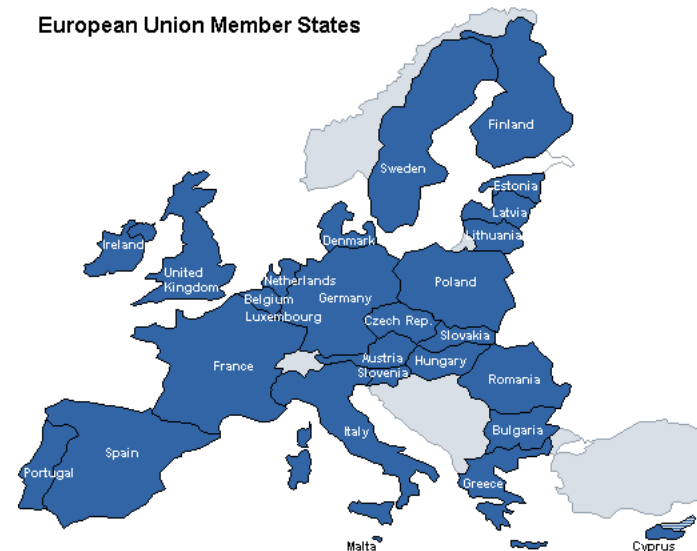 European Union Member States
Finland
Sweden
Estonia
Latvia
Lithuania
Denmark
Ireland
United
Kingdom
Netherlands
Belgium
Germany
Luxembourg
Poland
Czech Rep.
Slovakia
France
Austria
Hungary
Slovenia
Romania
Italy
Bulgaria
Spain
Portugal
Greece
Malta
Cyprus